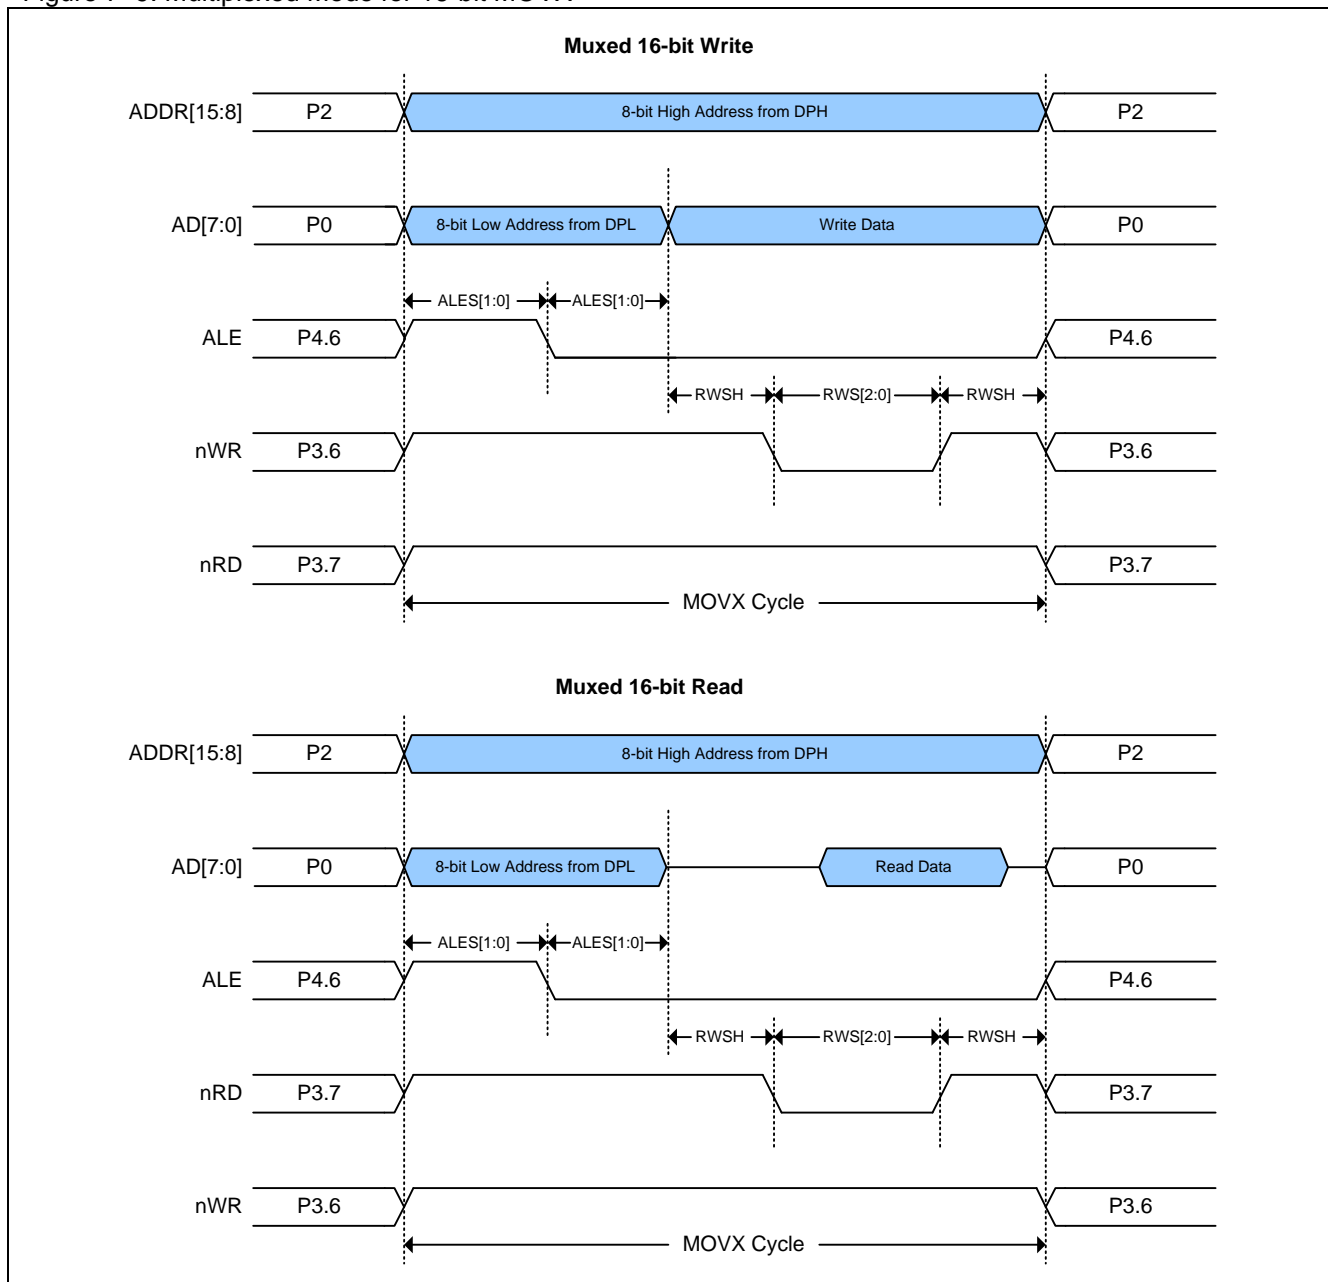 Muxed 16-bit Write
ADDR[15:8] P2 8-bit High Address from DPH P2
AD[7:0] P0 8-bit Low Address from DPL Write Data P0
ALES[1:0] ALES[1:0]
ALE P4.6 P4.6
RWSH RWS[2:0] RWSH
nWR P3.6 P3.6
nRD P3.7 P3.7
MOVX Cycle
Muxed 16-bit Read
ADDR[15:8] P2 8-bit High Address from DPH P2
AD[7:0] P0 8-bit Low Address from DPL Read Data P0
ALES[1:0] ALES[1:0]
ALE P4.6 P4.6
RWSH RWS[2:0] RWSH
nRD P3.7 P3.7
nWR P3.6 P3.6
MOVX Cycle